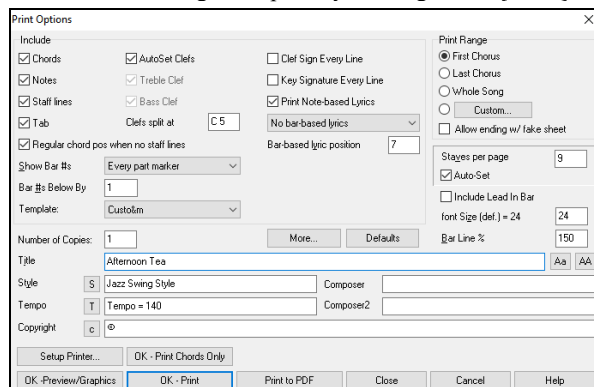 Print Options
Include
Chords
AutoSet Clefs
Clef Sign Every Line
Notes
Treble Clef
Key Signature Every Line
Staff lines
Bass Clef
Print Note-based Lyrics
Tab
Clefs split at
C 5
No bar-based lyrics
Regular chord pos when no staff lines
Bar-based lyric position
7
Show Bar #s
Every part marker
Bar #s Below By
1
Template:
Custo&m
Print Range
First Chorus
Last Chorus
Whole Song
Custom...
Allow ending w/ fake sheet
Staves per page
9
Auto-Set
Include Lead In Bar
font Size (def.) = 24
24
Bar Line %
150
Number of Copies:
1
More...
Defaults
Title
Afternoon Tea
Aa
AA
Style
S
Jazz Swing Style
Composer
Tempo
T
Tempo = 140
Composer2
Copyright
c
©
Setup Printer...
OK - Print Chords Only
OK -Preview/Graphics
OK - Print
Print to PDF
Close
Cancel
Help